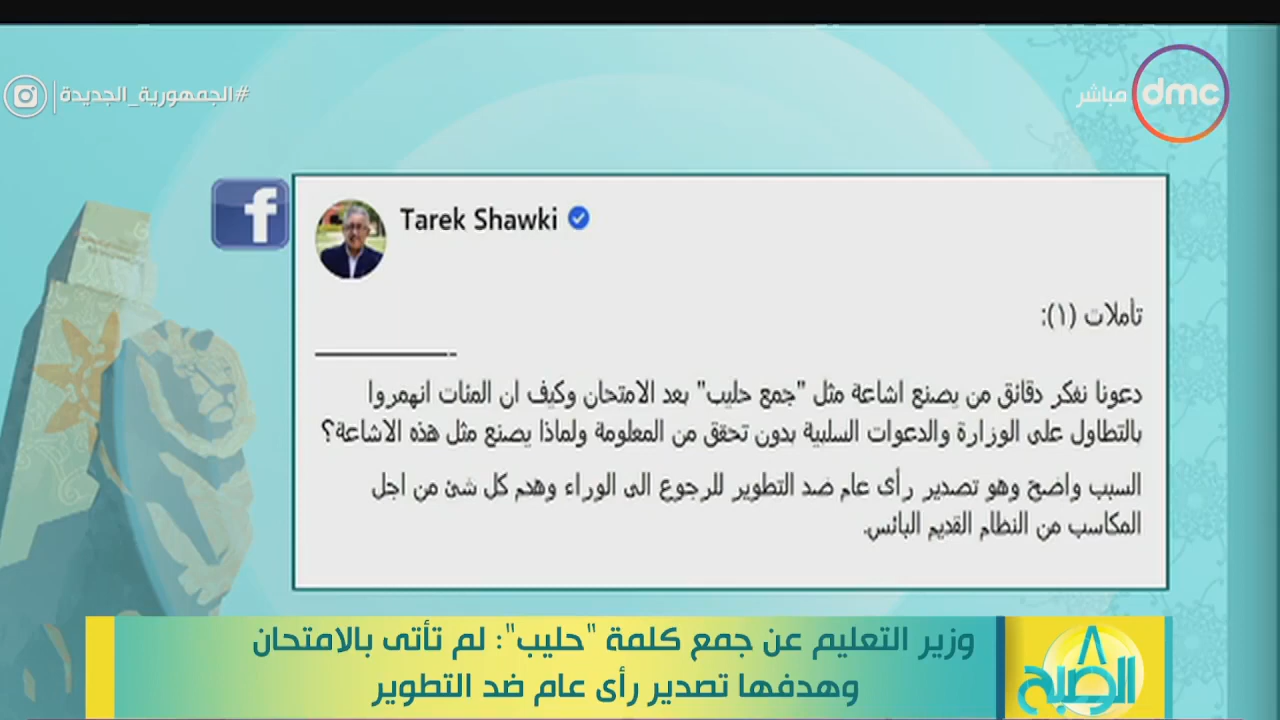 #الجمهورية_الجديدة
مباشر
dmc
f
Tarek Shawki
تأملات (١):
دعونا نفكر دقائق من يصنع اشاعة مثل "جمع حليب" بعد الامتحان وكيف ان المئات انهمروا
بالتطاول على الوزارة والدعوات السلبية بدون تحقق من المعلومة ولماذا يصنع مثل هذه الاشاعة؟
السبب واضح وهو تصدير رأى عام ضد التطوير للرجوع الى الوراء وهدم كل شئ من اجل
المكاسب من النظام القديم البائس.
وزير التعليم عن جمع كلمة "حليب": لم تأتى بالامتحان
وهدفها تصدير رأى عام ضد التطوير
٨
الصبح